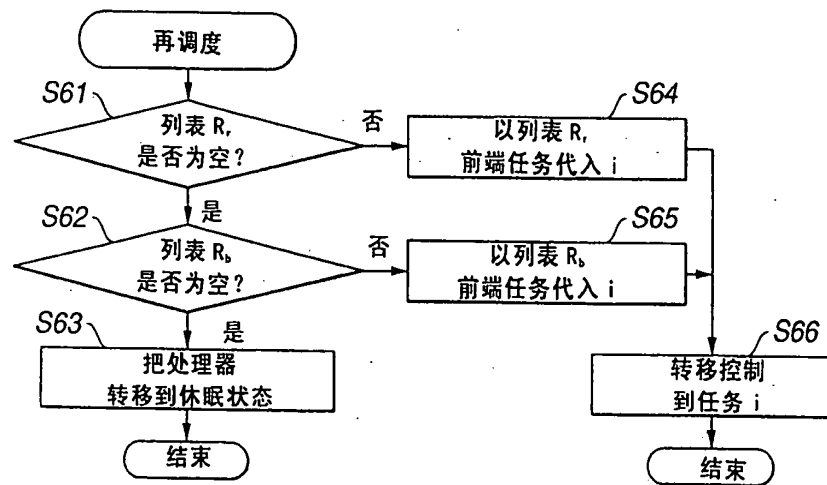 再调度
S61
列表 Rr
是否为空?
否
S64
以列表 Rr
前端任务代入 i
是
S62
列表 Rb
是否为空?
否
S65
以列表 Rb
前端任务代入 i
是
S63
把处理器
转移到休眠状态
S66
转移控制
到任务 i
结束
结束